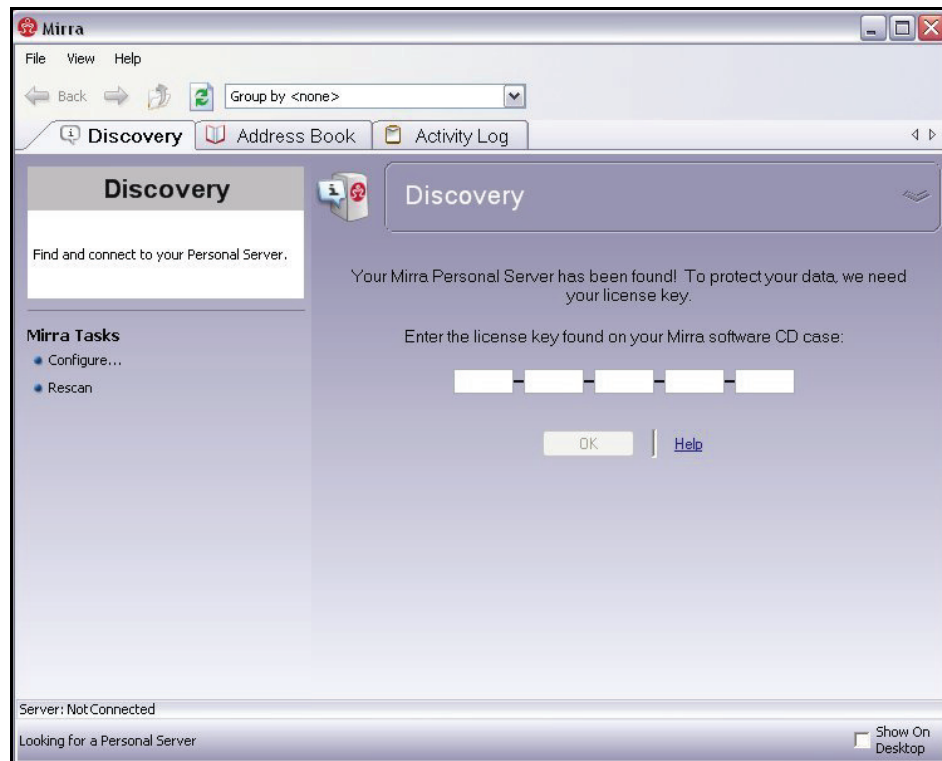 Mirra
File View Help
Back
Group by <none>
Discovery
Address Book
Activity Log
Discovery
Find and connect to your Personal Server.
Mirra Tasks
Configure...
Rescan
Discovery
Your Mirra Personal Server has been found! To protect your data, we need
your license key.
Enter the license key found on your Mirra software CD case:
OK
Help
Server: Not Connected
Looking for a Personal Server
Show On
Desktop